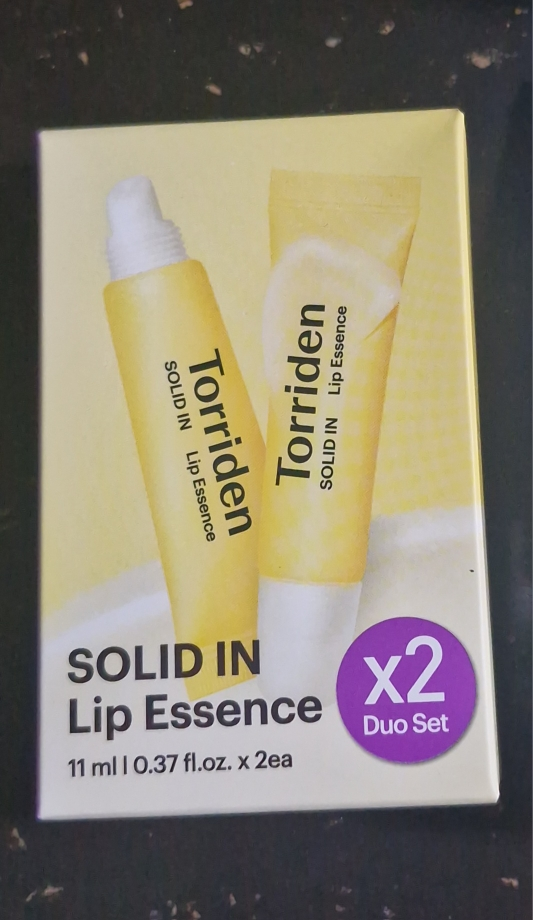 Torriden
SOLID IN Lip Essence
Torriden
SOLID IN Lip Essence
SOLID IN
Lip Essence
11 ml | 0.37 fl.oz. x 2ea
x2
Duo Set